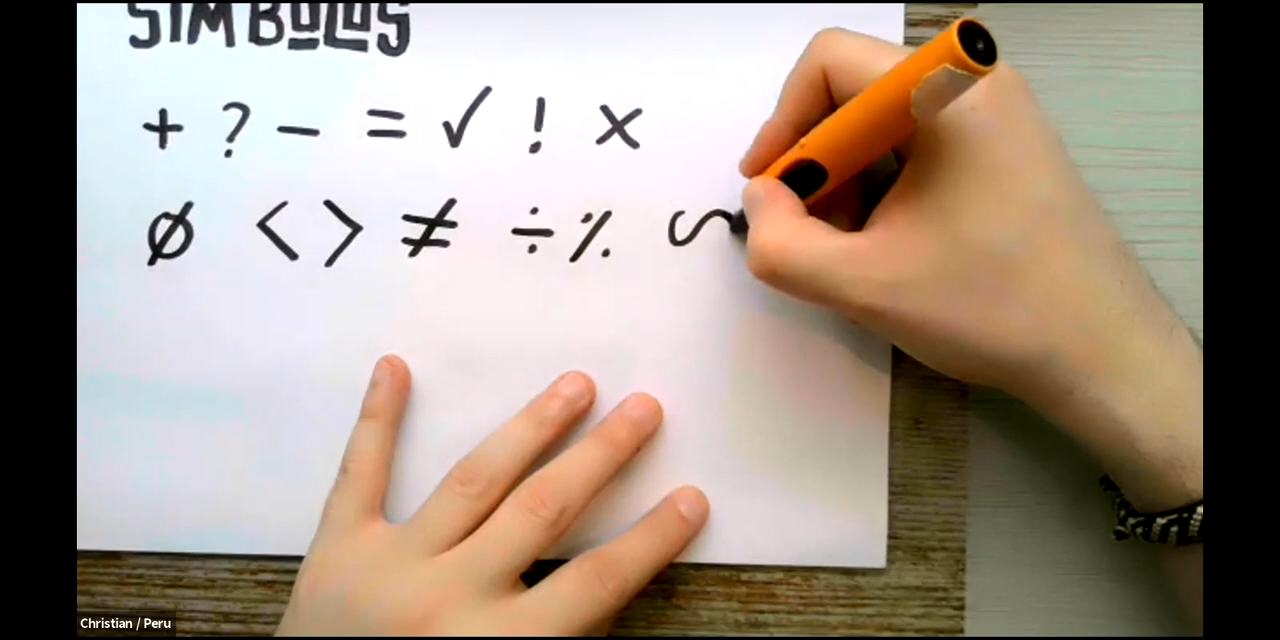 SIMBOLOS
+ ? − = ✓ ! ×
∅ < > ≠ ÷ %
Christian / Peru